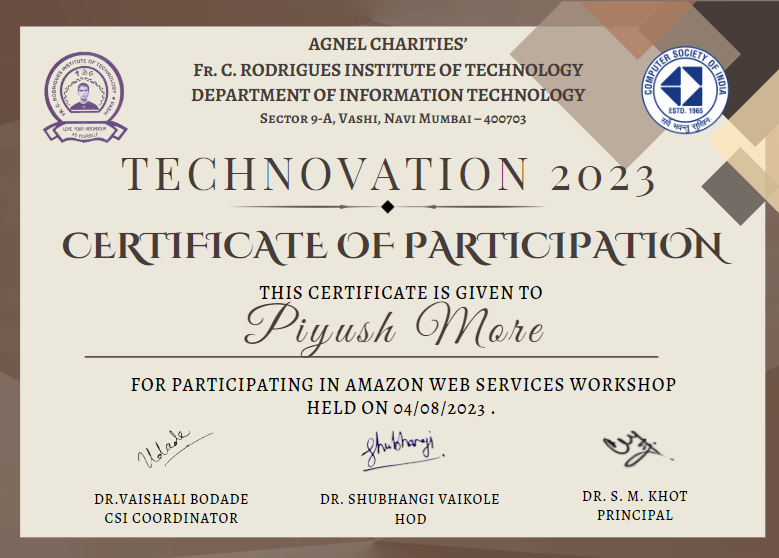 AGNEL CHARITIES'
FR. C. RODRIGUES INSTITUTE OF TECHNOLOGY
DEPARTMENT OF INFORMATION TECHNOLOGY
SECTOR 9-A, VASHI, NAVI MUMBAI – 400703
FR. C. RODRIGUES INSTITUTE OF TECHNOLOGY * VASHI
LOVE YOUR NEIGHBOUR
AS YOURSELF
COMPUTER SOCIETY OF INDIA
ESTD. 1965
सर्वे भवन्तु सुखिनः
TECHNOVATION 2023
CERTIFICATE OF PARTICIPATION
THIS CERTIFICATE IS GIVEN TO
Piyush More
FOR PARTICIPATING IN AMAZON WEB SERVICES WORKSHOP
HELD ON 04/08/2023 .
Udade
Shubhangi
DR.VAISHALI BODADE
CSI COORDINATOR
DR. SHUBHANGI VAIKOLE
HOD
DR. S. M. KHOT
PRINCIPAL